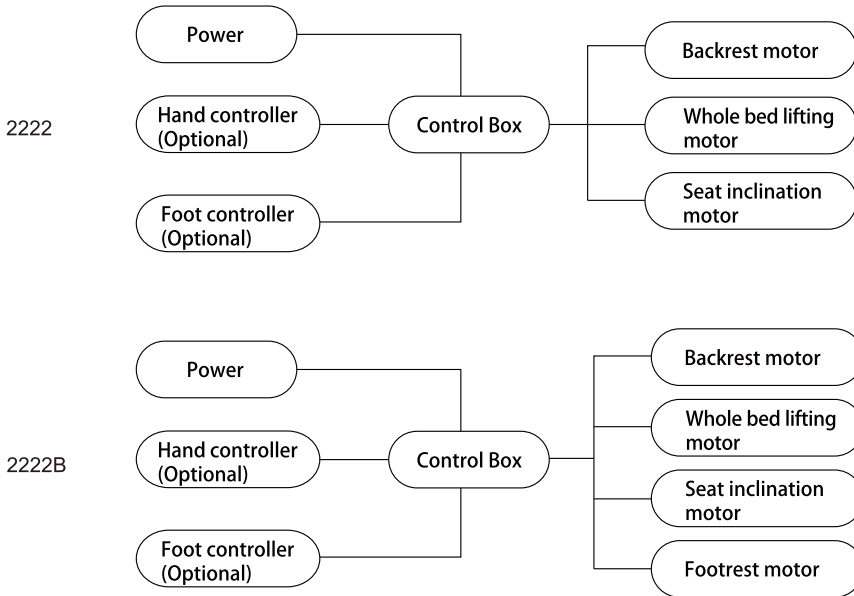 2222
Power
Hand controller
(Optional)
Foot controller
(Optional)
Control Box
Backrest motor
Whole bed lifting
motor
Seat inclination
motor
2222B
Power
Hand controller
(Optional)
Foot controller
(Optional)
Control Box
Backrest motor
Whole bed lifting
motor
Seat inclination
motor
Footrest motor